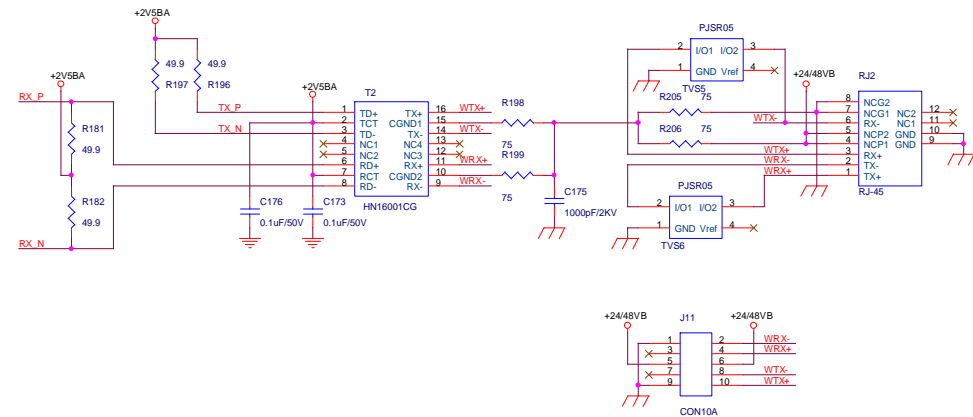 +2V5BA
49.9
R197
49.9
R196
+2V5BA
RX_P
R181
49.9
R182
49.9
RX_N
TX_P
TX_N
+2V5BA
T2
1 TD+ TX+ 16 WTX+
2 TCT CGND1 15
3 TD- TX- 14 WTX-
4 NC1 NC4 13
5 NC2 NC3 12
6 RD+ RX+ 11 WRX+
7 RCT CGND2 10
8 RD- RX- 9 WRX-
HN16001CG
C176
0.1uF/50V
C173
0.1uF/50V
R198
75
R199
75
C175
1000pF/2KV
PJSR05
2 I/O1 I/O2 3
1 GND Vref 4
TVS5
R205 75
R206 75
WTX-
WTX+
WRX-
WRX+
+24/48VB
RJ2
8 NCG2
7 NCG1 NC2 12
6 RX- NC1 11
5 NCP2 GND 10
4 NCP1 GND 9
3 RX+
2 TX-
1 TX+
RJ-45
PJSR05
2 I/O1 I/O2 3
1 GND Vref 4
TVS6
+24/48VB J11 +24/48VB
1 2 WRX-
3 4 WRX+
5 6
7 8 WTX-
9 10 WTX+
CON10A